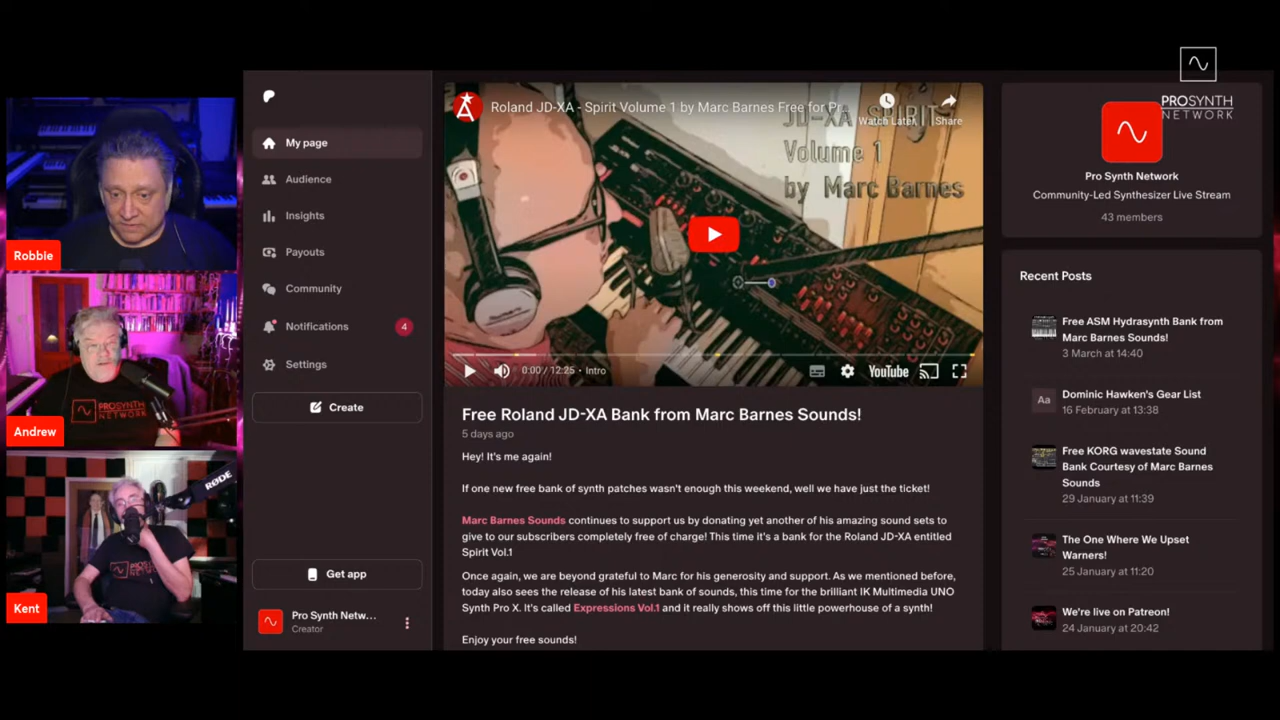 PROSYNTH
NETWORK
Robbie
PROSYNTH
NETWORK
Andrew
RØDE
PROSYNTH
NETWORK
Kent
My page
Audience
Insights
Payouts
Community
Notifications
4
Settings
Create
Get app
Pro Synth Netw...
Creator
Roland JD-XA - Spirit Volume 1 by Marc Barnes Free for Pr
Watch Later
Share
JD-XA SPIRIT
Volume 1
by Marc Barnes
0:00 / 12:25 • Intro
YouTube
Free Roland JD-XA Bank from Marc Barnes Sounds!
5 days ago
Hey! It's me again!
If one new free bank of synth patches wasn't enough this weekend, well we have just the ticket!
Marc Barnes Sounds continues to support us by donating yet another of his amazing sound sets to
give to our subscribers completely free of charge! This time it's a bank for the Roland JD-XA entitled
Spirit Vol.1
Once again, we are beyond grateful to Marc for his generosity and support. As we mentioned before,
today also sees the release of his latest bank of sounds, this time for the brilliant IK Multimedia UNO
Synth Pro X. It's called Expressions Vol.1 and it really shows off this little powerhouse of a synth!
Enjoy your free sounds!
Pro Synth Network
Community-Led Synthesizer Live Stream
43 members
Recent Posts
Free ASM Hydrasynth Bank from
Marc Barnes Sounds!
3 March at 14:40
Aa
Dominic Hawken's Gear List
16 February at 13:38
Free KORG wavestate Sound
Bank Courtesy of Marc Barnes
Sounds
29 January at 11:39
The One Where We Upset
Warners!
25 January at 11:20
We're live on Patreon!
24 January at 20:42